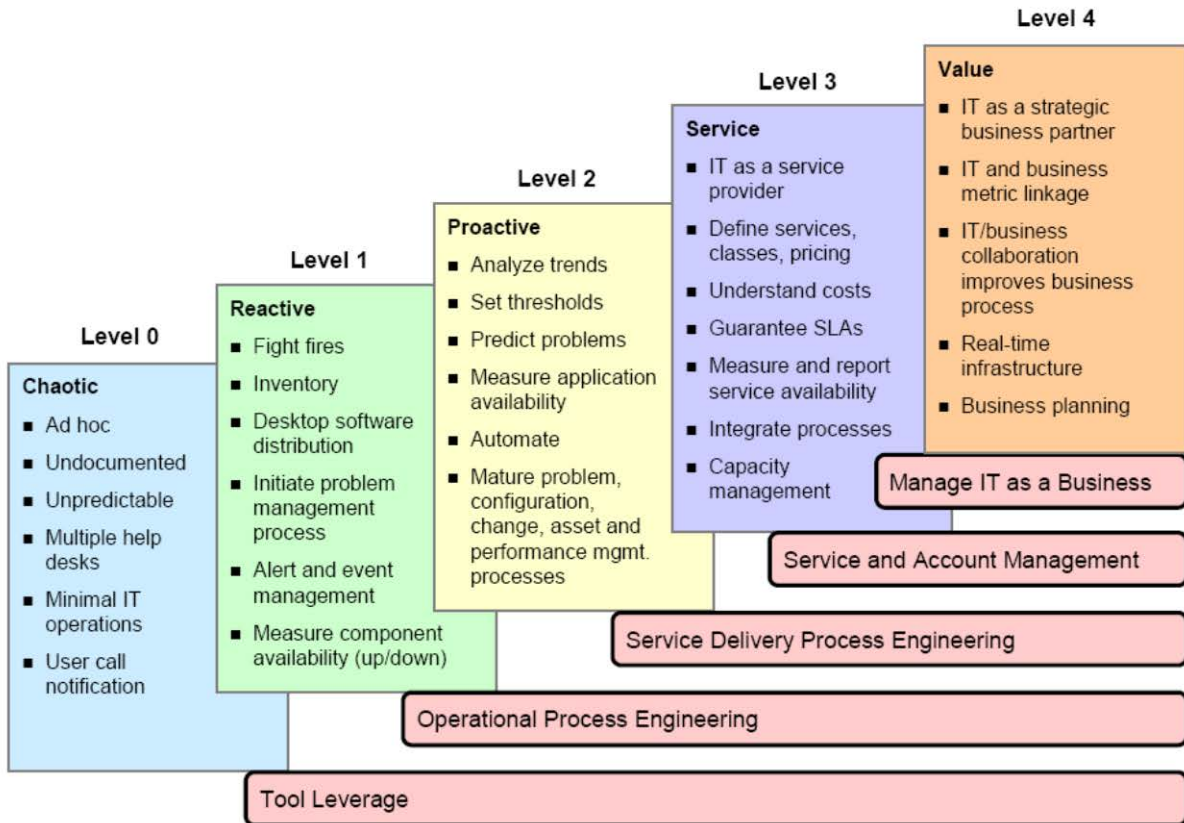 Level 0
Chaotic
■ Ad hoc
■ Undocumented
■ Unpredictable
■ Multiple help
desks
■ Minimal IT
operations
■ User call
notification
Level 1
Reactive
■ Fight fires
■ Inventory
■ Desktop software
distribution
■ Initiate problem
management
process
■ Alert and event
management
■ Measure component
availability (up/down)
Level 2
Proactive
■ Analyze trends
■ Set thresholds
■ Predict problems
■ Measure application
availability
■ Automate
■ Mature problem,
configuration,
change, asset and
performance mgmt.
processes
Level 3
Service
■ IT as a service
provider
■ Define services,
classes, pricing
■ Understand costs
■ Guarantee SLAs
■ Measure and report
service availability
■ Integrate processes
■ Capacity
management
Level 4
Value
■ IT as a strategic
business partner
■ IT and business
metric linkage
■ IT/business
collaboration
improves business
process
■ Real-time
infrastructure
■ Business planning
Manage IT as a Business
Service and Account Management
Service Delivery Process Engineering
Operational Process Engineering
Tool Leverage